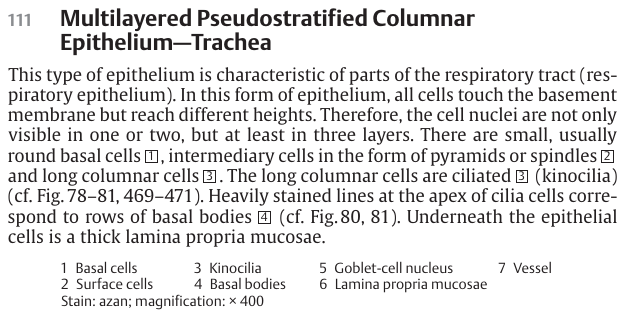 111 Multilayered Pseudostratified Columnar
Epithelium—Trachea
This type of epithelium is characteristic of parts of the respiratory tract (res-
piratory epithelium). In this form of epithelium, all cells touch the basement
membrane but reach different heights. Therefore, the cell nuclei are not only
visible in one or two, but at least in three layers. There are small, usually
round basal cells 1, intermediary cells in the form of pyramids or spindles 2
and long columnar cells 3. The long columnar cells are ciliated 3 (kinocilia)
(cf. Fig. 78–81, 469–471). Heavily stained lines at the apex of cilia cells corre-
spond to rows of basal bodies 4 (cf. Fig. 80, 81). Underneath the epithelial
cells is a thick lamina propria mucosae.
1 Basal cells 3 Kinocilia 5 Goblet-cell nucleus 7 Vessel
2 Surface cells 4 Basal bodies 6 Lamina propria mucosae
Stain: azan; magnification: × 400